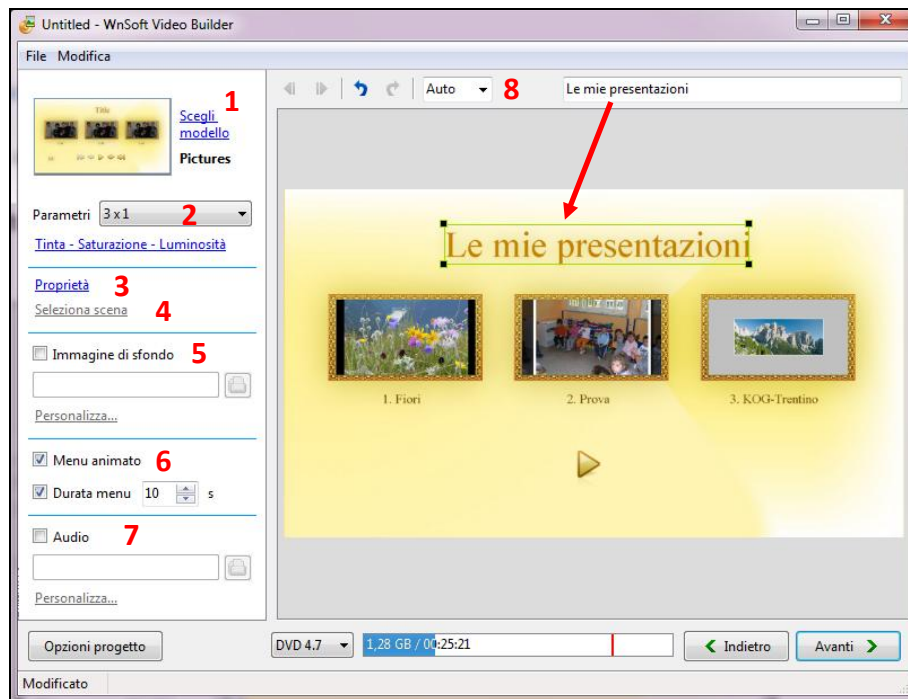 Untitled - WnSoft Video Builder
File Modifica
1
Scegli
modello
Pictures
Title
Parametri 3 x 1 2
Tinta - Saturazione - Luminosità
Proprietà 3
Seleziona scena 4
Immagine di sfondo 5
Personalizza...
Menu animato 6
Durata menu 10 s
Audio 7
Personalizza...
Auto 8 Le mie presentazioni
Le mie presentazioni
1. Fiori 2. Prova 3. KOG-Trentino
Opzioni progetto DVD 4.7 1,28 GB / 00:25:21 Indietro Avanti
Modificato